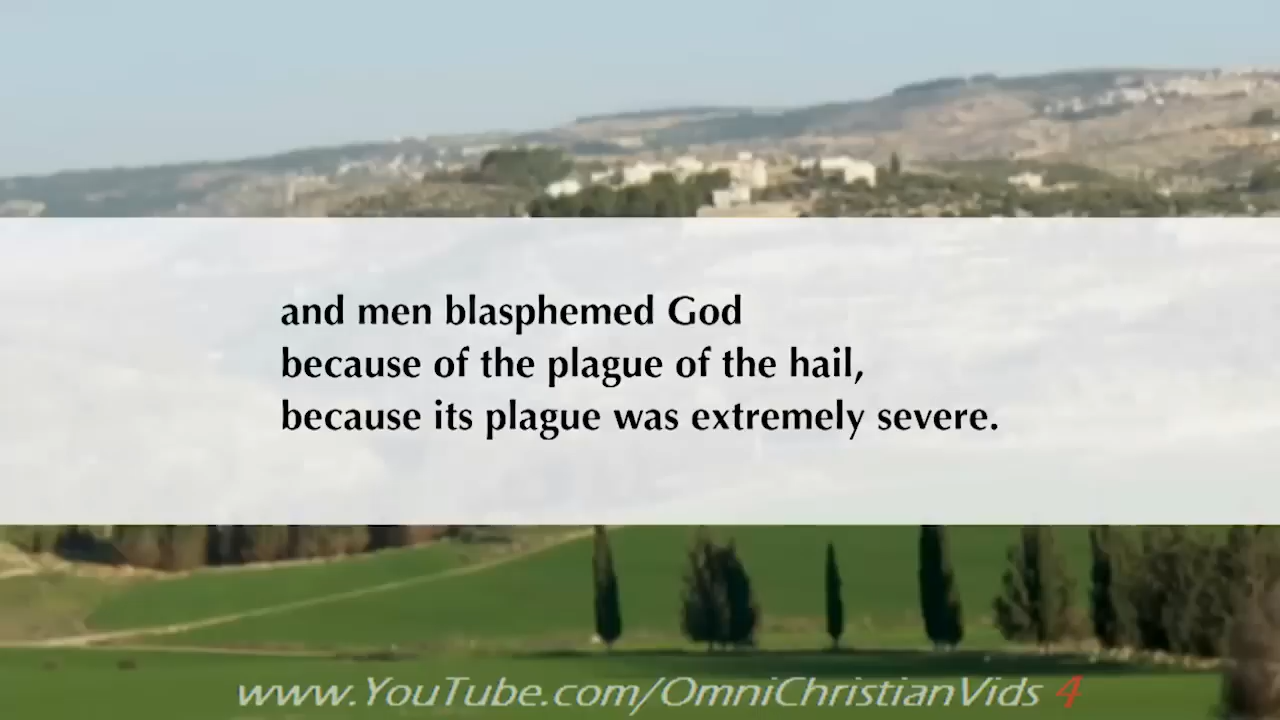 and men blasphemed God
because of the plague of the hail,
because its plague was extremely severe.
www.YouTube.com/OmniChristianVids 4